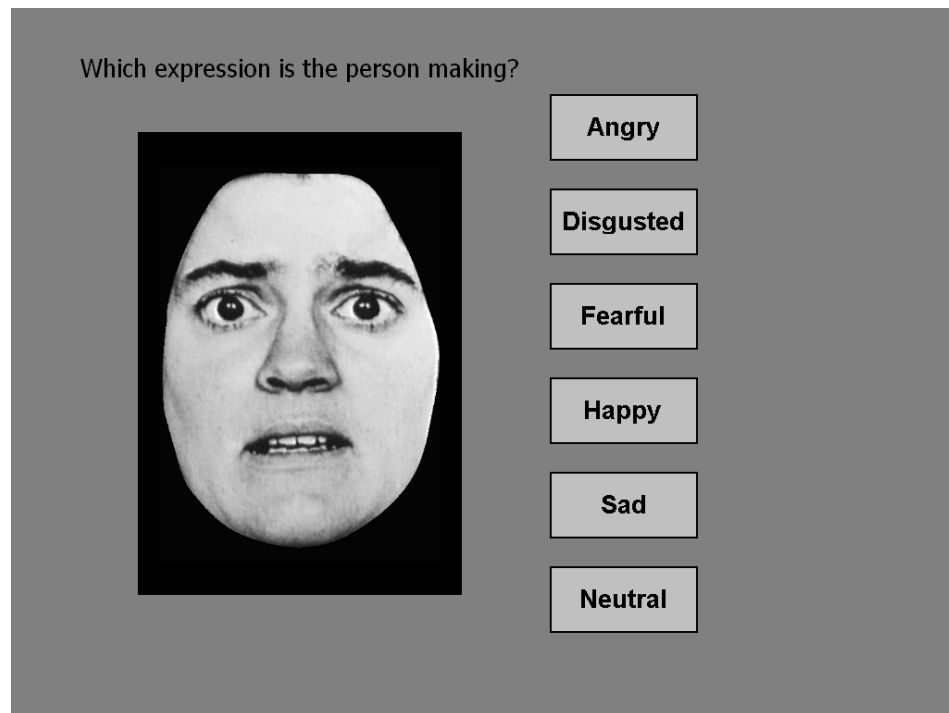 Which expression is the person making?
Angry
Disgusted
Fearful
Happy
Sad
Neutral